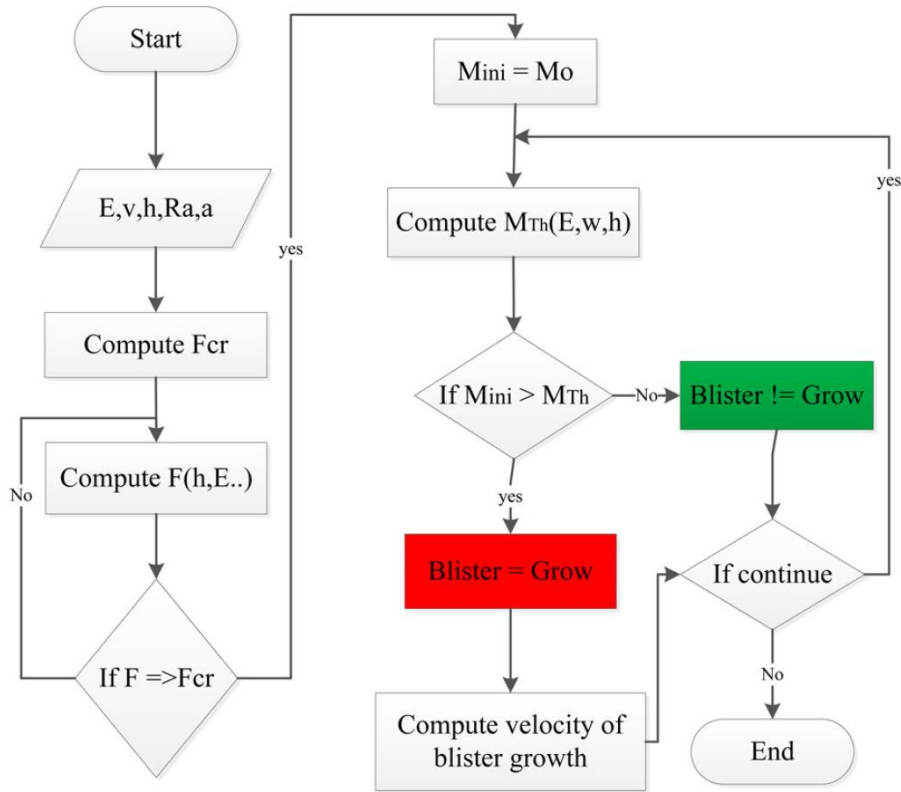 Start
E,v,h,Ra,a
Compute Fcr
Compute F(h,E..)
No
If F =>Fcr
yes
Mini = Mo
Compute MTh(E,w,h)
If Mini > MTh
No
Blister != Grow
yes
Blister = Grow
Compute velocity of
blister growth
If continue
yes
No
End